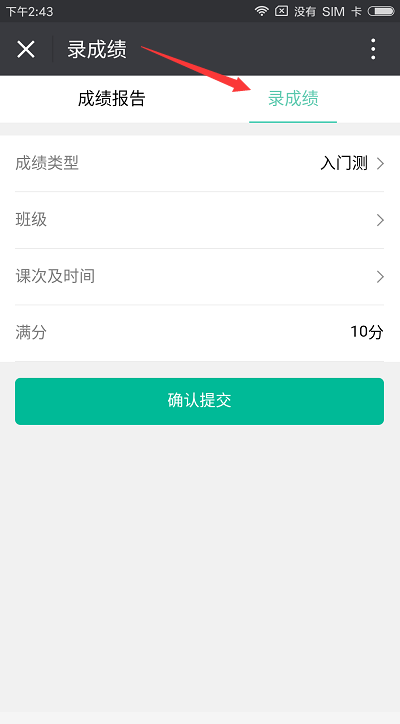 下午2:43 没有 SIM 卡
录成绩
成绩报告 录成绩
成绩类型 入门测
班级
课次及时间
满分 10分
确认提交